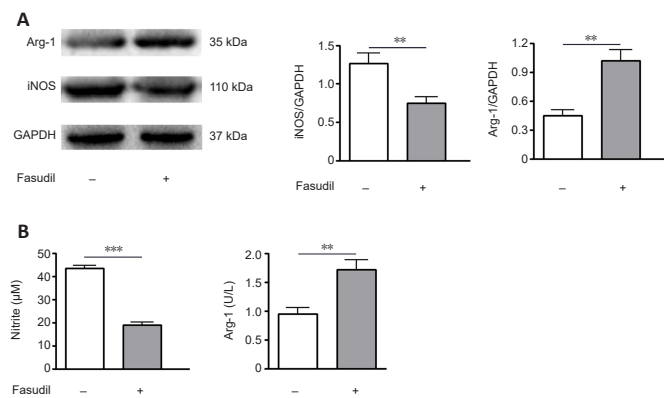 A
Arg-1
35 kDa
iNOS
110 kDa
GAPDH
37 kDa
Fasudil – +
iNOS/GAPDH
1.5
1.0
0.5
0
**
Fasudil – +
Arg-1/GAPDH
1.2
0.9
0.6
0.3
0
**
– +
B
Nitrite (µM)
50
40
30
20
10
0
***
Fasudil – +
Arg-1 (U/L)
2.0
1.5
1.0
0.5
0
**
– +